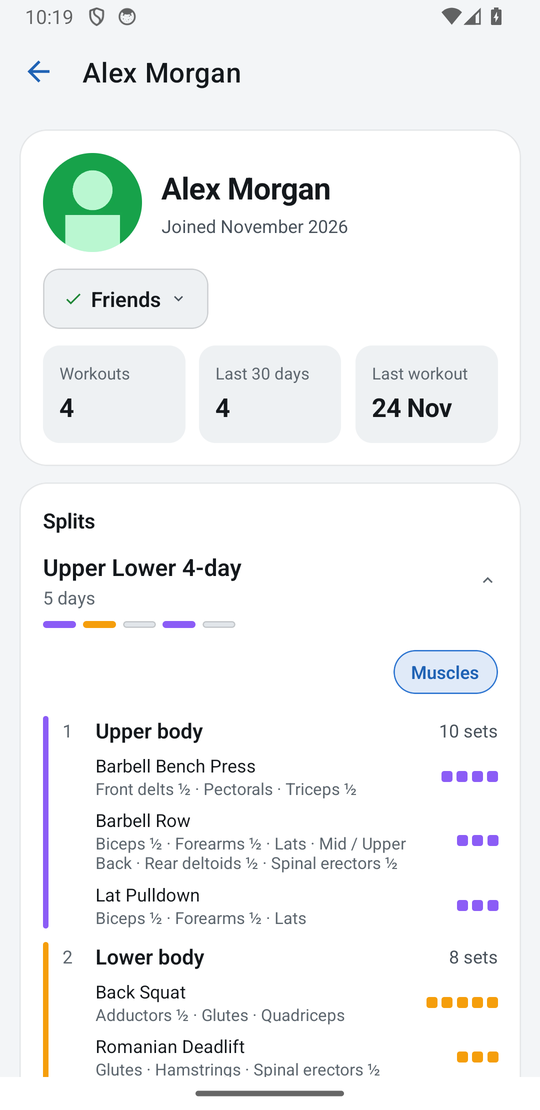 10:19
Alex Morgan
Alex Morgan
Joined November 2026
Friends
Workouts
4
Last 30 days
4
Last workout
24 Nov
Splits
Upper Lower 4-day
5 days
Muscles
1 Upper body 10 sets
Barbell Bench Press
Front delts ½ · Pectorals · Triceps ½
Barbell Row
Biceps ½ · Forearms ½ · Lats · Mid / Upper
Back · Rear deltoids ½ · Spinal erectors ½
Lat Pulldown
Biceps ½ · Forearms ½ · Lats
2 Lower body 8 sets
Back Squat
Adductors ½ · Glutes · Quadriceps
Romanian Deadlift
Glutes · Hamstrings · Spinal erectors ½